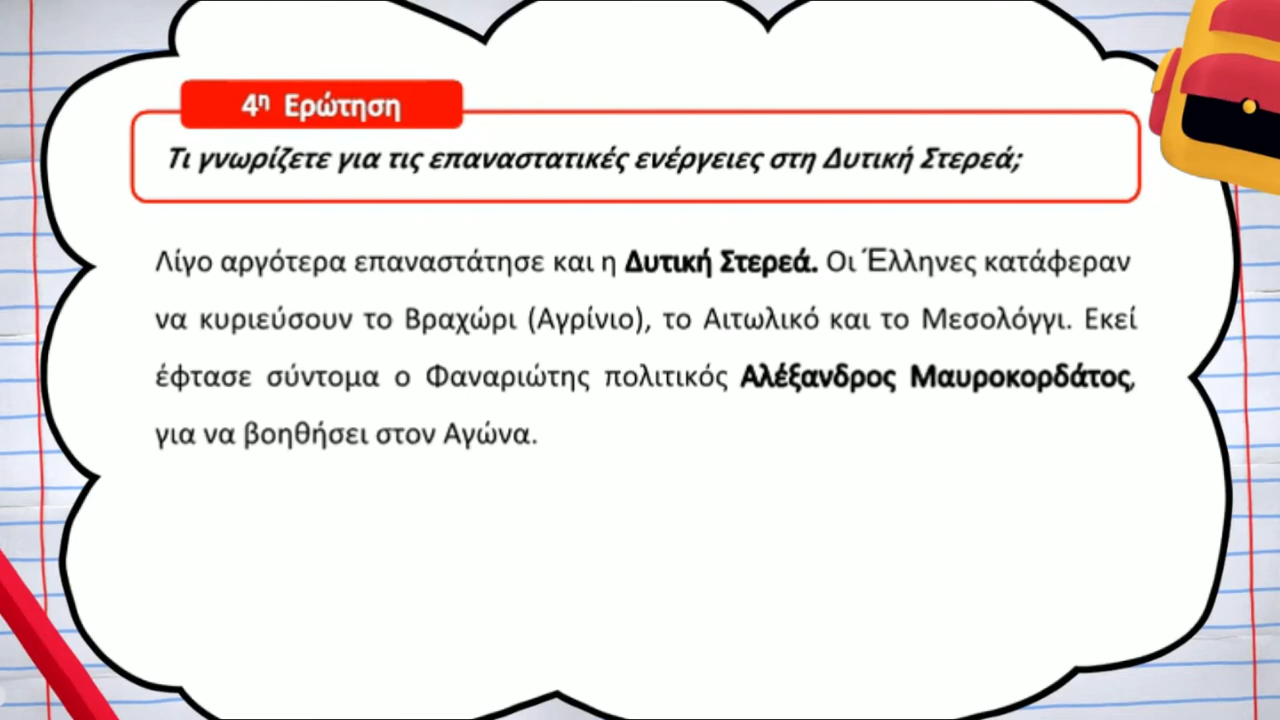 4η Ερώτηση
Τι γνωρίζετε για τις επαναστατικές ενέργειες στη Δυτική Στερεά;
Λίγο αργότερα επαναστάτησε και η Δυτική Στερεά. Οι Έλληνες κατάφεραν
να κυριεύσουν το Βραχώρι (Αγρίνιο), το Αιτωλικό και το Μεσολόγγι. Εκεί
έφτασε σύντομα ο Φαναριώτης πολιτικός Αλέξανδρος Μαυροκορδάτος,
για να βοηθήσει στον Αγώνα.